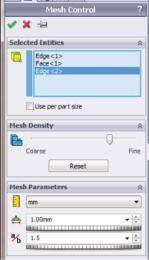 Mesh Control ?
Selected Entities
Edge<1>
Face<1>
Edge<2>
Use per part size
Mesh Density
Coarse Fine
Reset
Mesh Parameters
mm
1.00mm
1.5